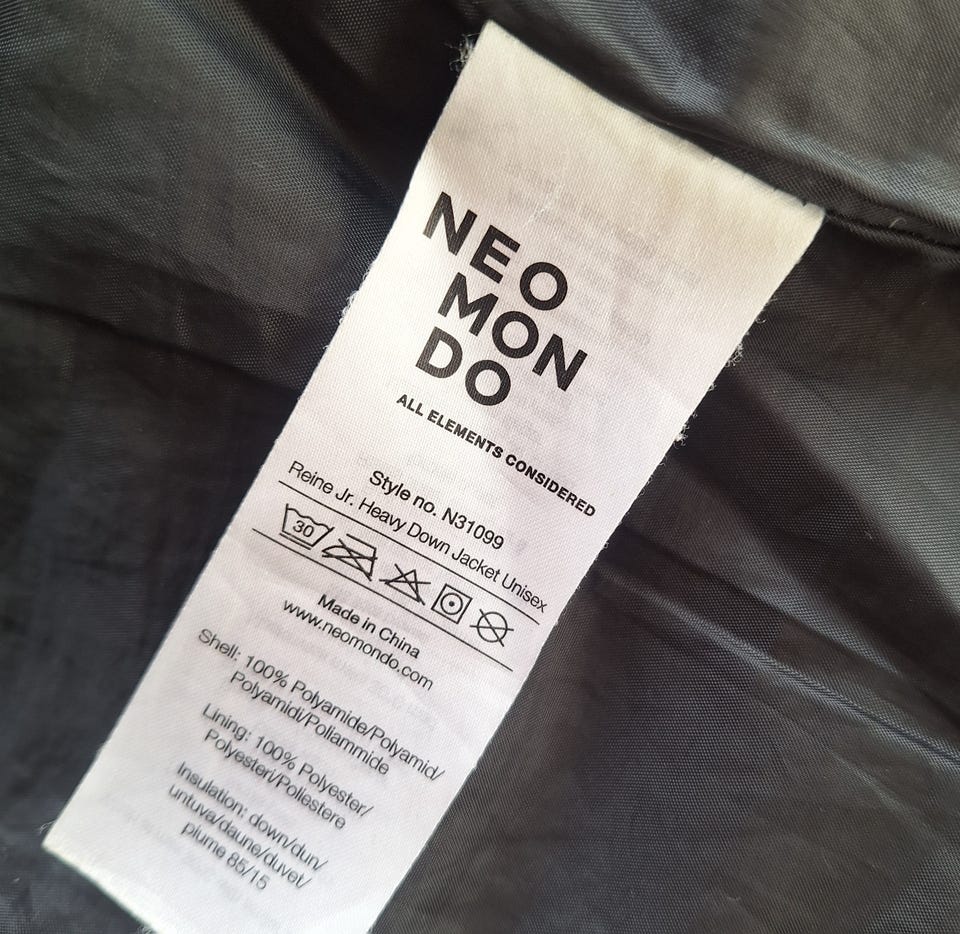 NEO
MON
DO
ALL ELEMENTS CONSIDERED
Style no. N31099
Reine Jr. Heavy Down Jacket Unisex
30
Made in China
www.neomondo.com
Shell: 100% Polyamide/Polyamid/
Polyamidi/Poliammide
Lining: 100% Polyester/
Polyesteri/Poliestere
Insulation: down/dun/
untuva/daune/duvet/
piume 85/15